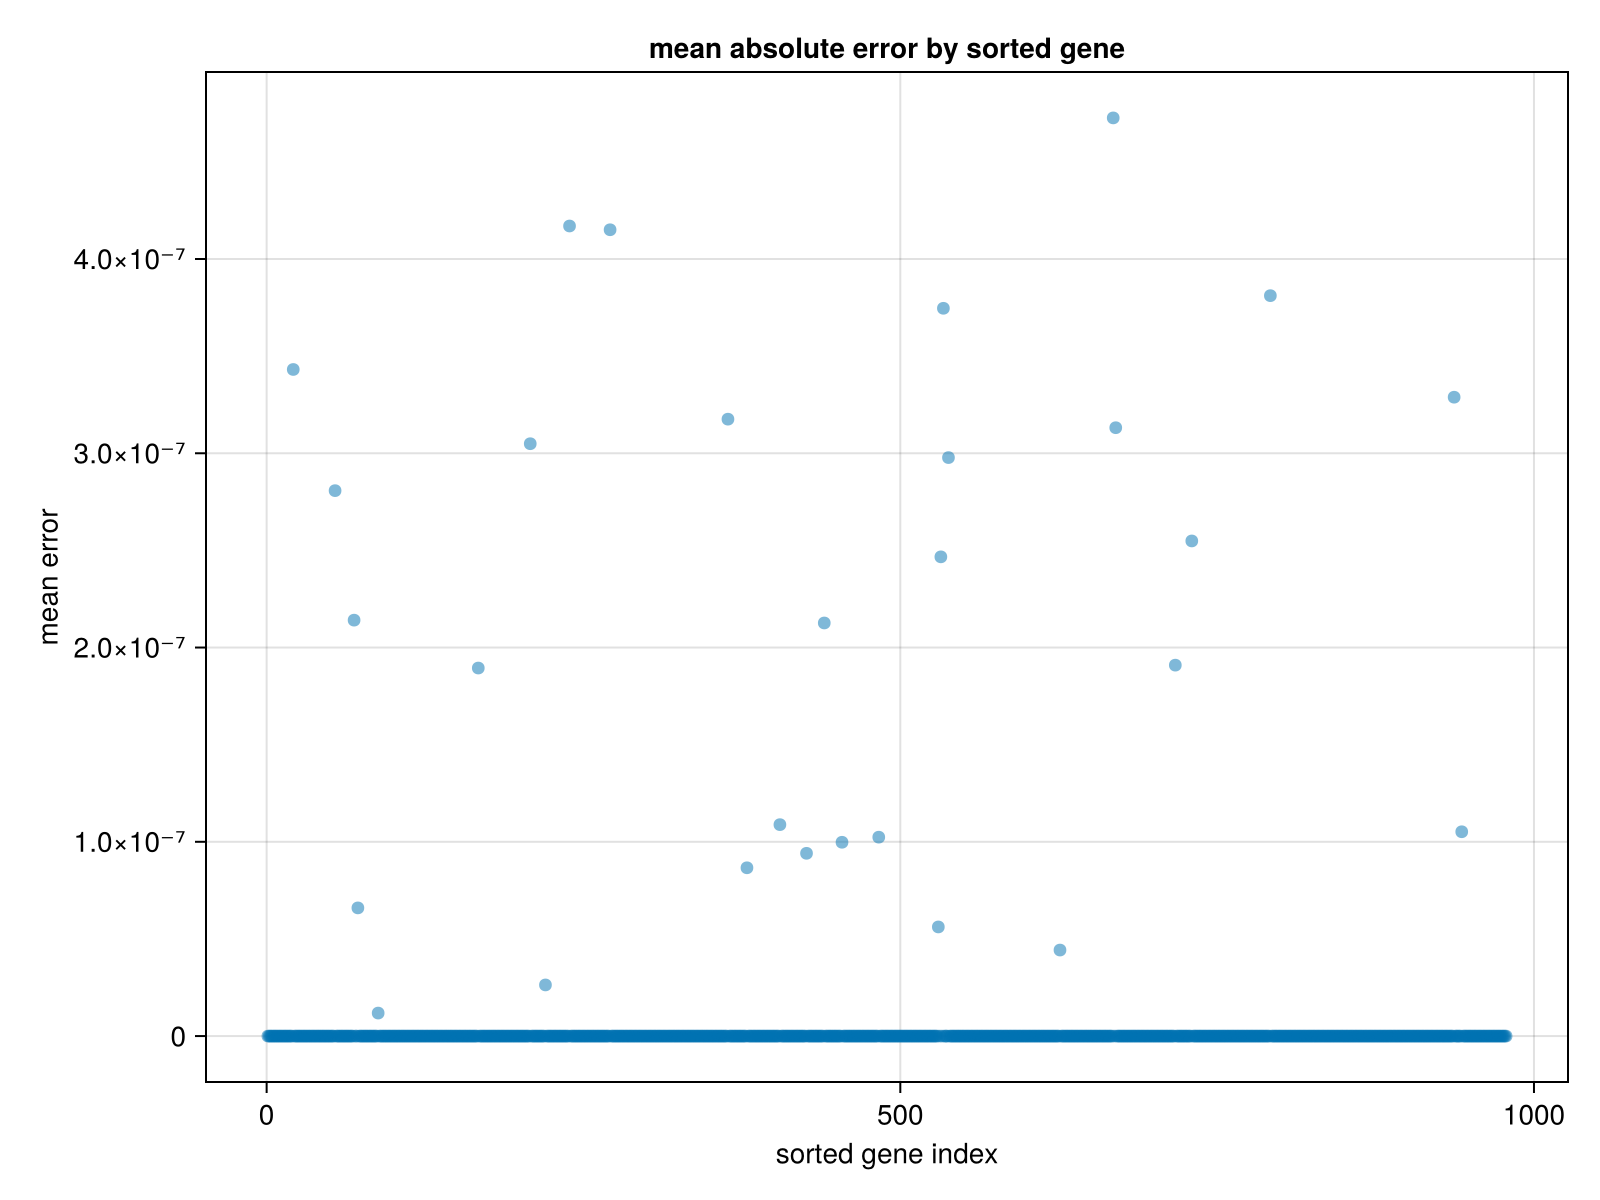 mean absolute error by sorted gene
mean error
4.0×10⁻⁷
3.0×10⁻⁷
2.0×10⁻⁷
1.0×10⁻⁷
0
0
500
1000
sorted gene index